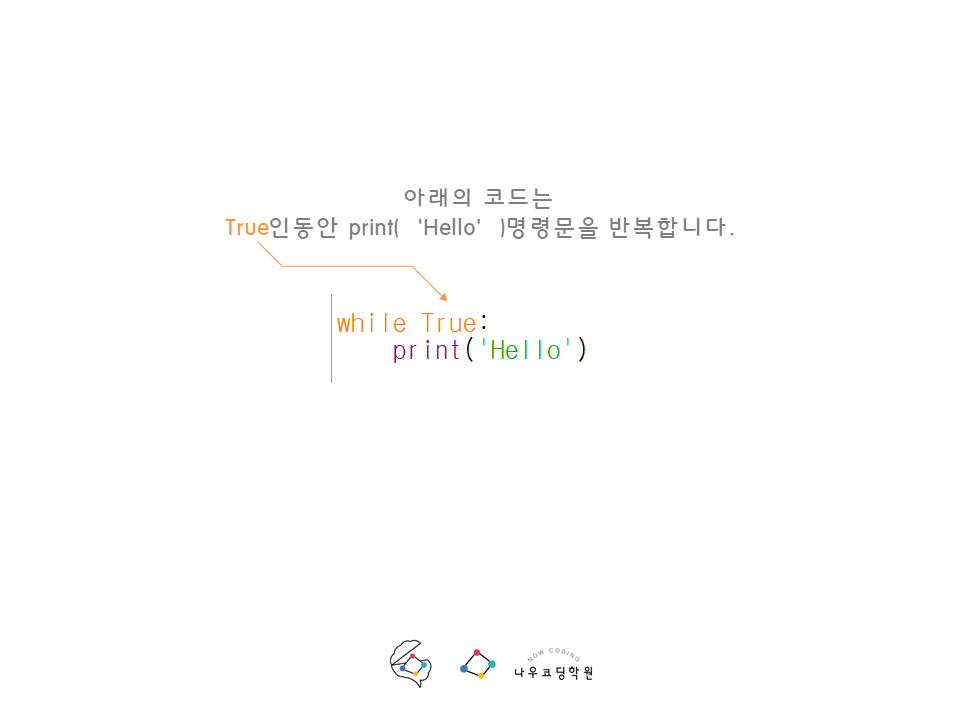 아래의 코드는
True인동안 print( 'Hello' )명령문을 반복합니다.
while True:
    print('Hello')
NOW CODING
나우코딩학원